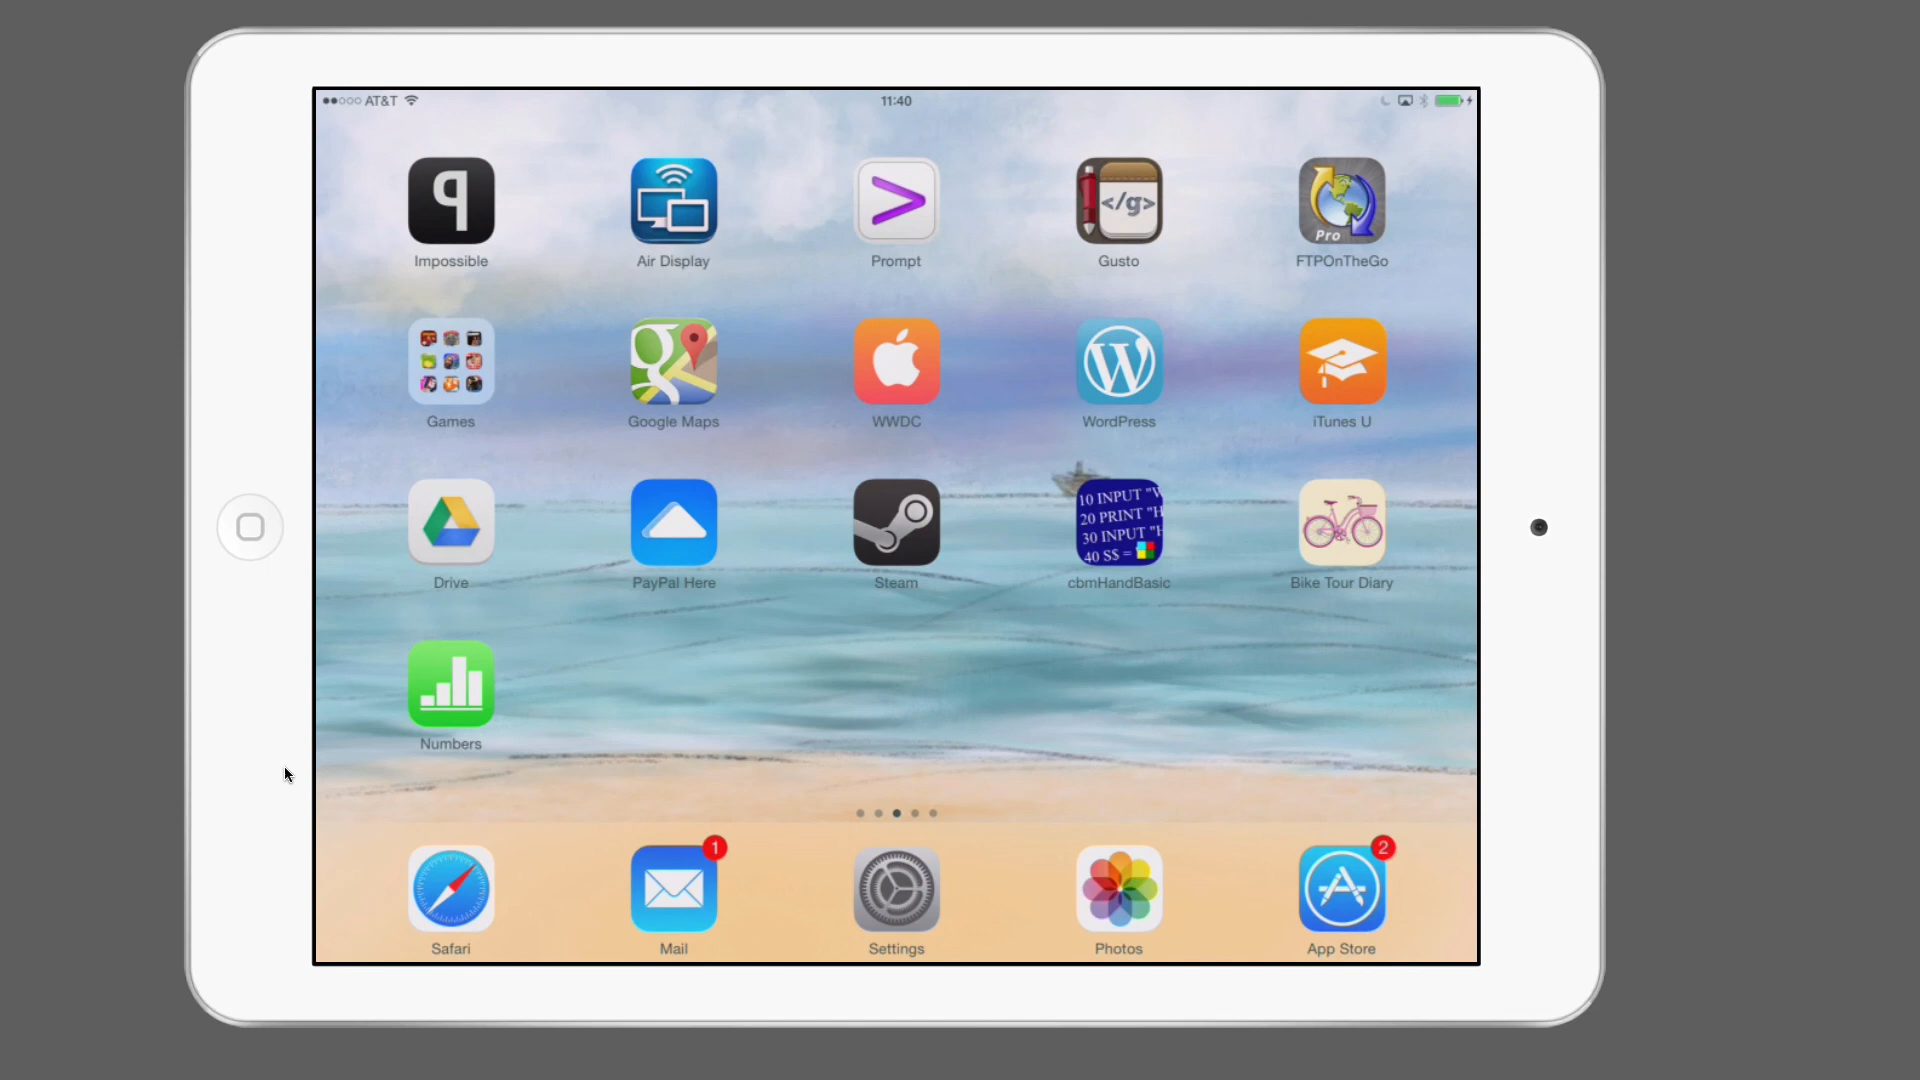 AT&T
11:40
Impossible
Air Display
Prompt
</g>
Gusto
Pro
FTPOnTheGo
Games
Google Maps
WWDC
WordPress
iTunes U
Drive
PayPal Here
Steam
10 INPUT "W
20 PRINT "H
30 INPUT "H
40 S$ =
cbmHandBasic
Bike Tour Diary
Numbers
1
2
Safari
Mail
Settings
Photos
App Store